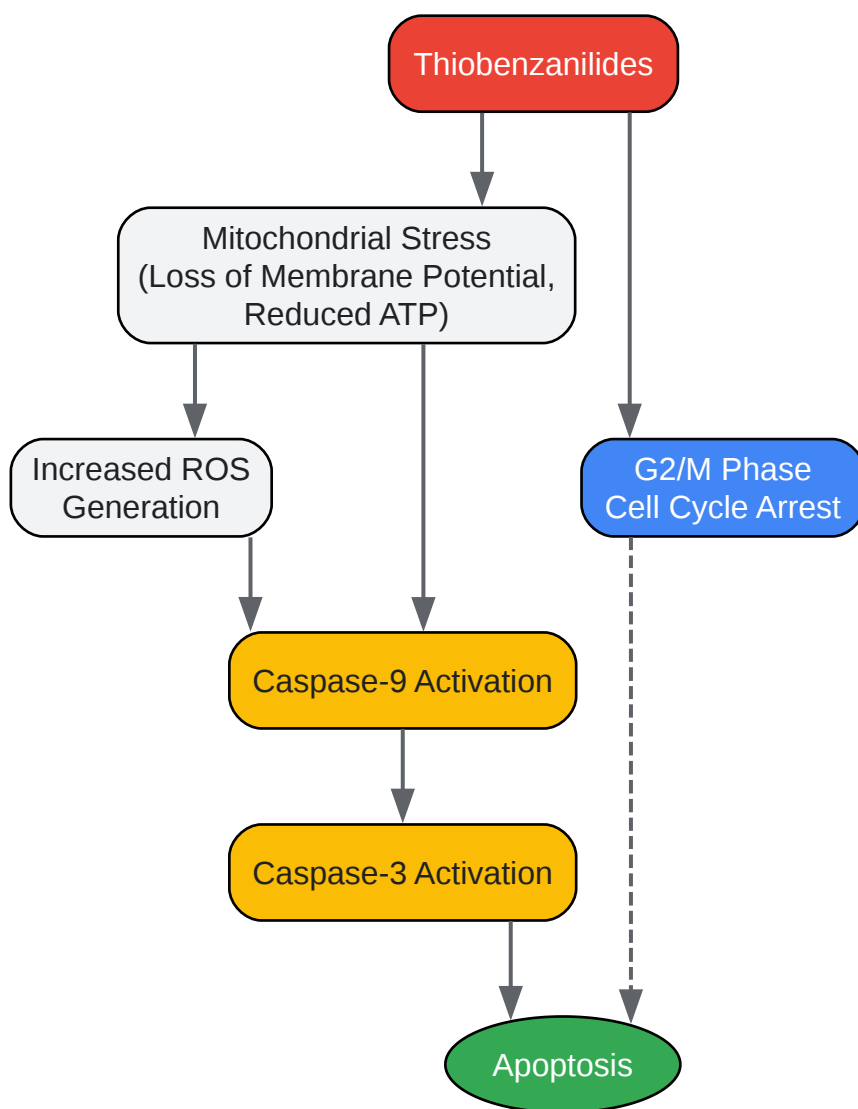 Thiobenzanilides
Mitochondrial Stress
(Loss of Membrane Potential,
Reduced ATP)
Increased ROS
Generation
G2/M Phase
Cell Cycle Arrest
Caspase-9 Activation
Caspase-3 Activation
Apoptosis